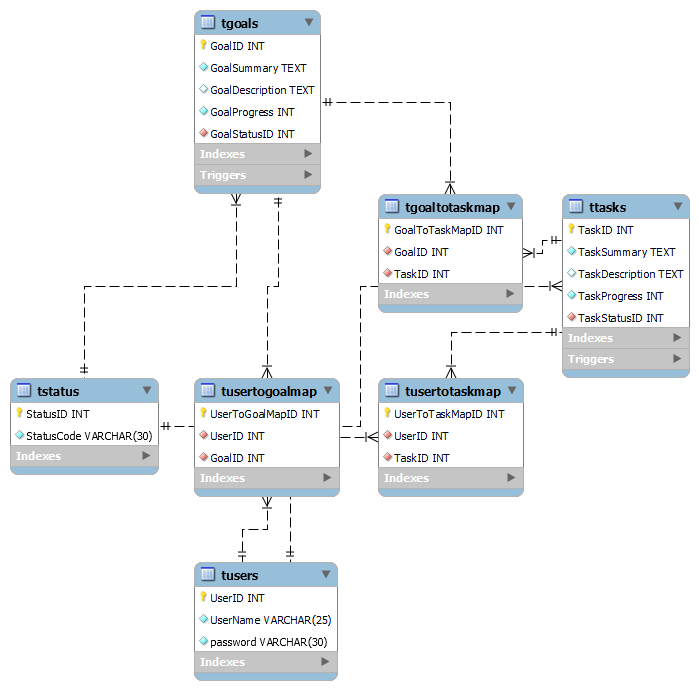 tgoals
GoalID INT
GoalSummary TEXT
GoalDescription TEXT
GoalProgress INT
GoalStatusID INT
Indexes
Triggers
tgoaltotaskmap
GoalToTaskMapID INT
GoalID INT
TaskID INT
Indexes
ttasks
TaskID INT
TaskSummary TEXT
TaskDescription TEXT
TaskProgress INT
TaskStatusID INT
Indexes
Triggers
tstatus
StatusID INT
StatusCode VARCHAR(30)
Indexes
tusertogoalmap
UserToGoalMapID INT
UserID INT
GoalID INT
Indexes
tusertotaskmap
UserToTaskMapID INT
UserID INT
TaskID INT
Indexes
tusers
UserID INT
UserName VARCHAR(25)
password VARCHAR(30)
Indexes